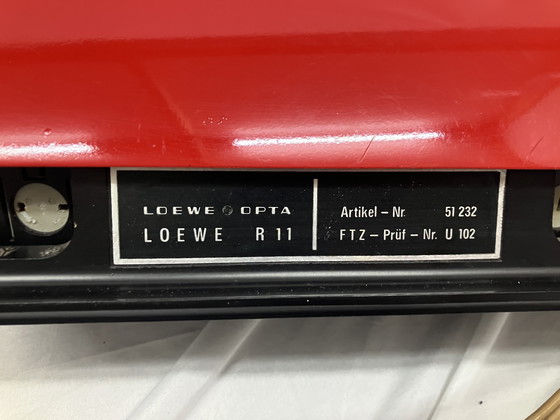 LOEWE OPTA
LOEWE R 11
Artikel – Nr. 51 232
FTZ – Prüf – Nr. U 102